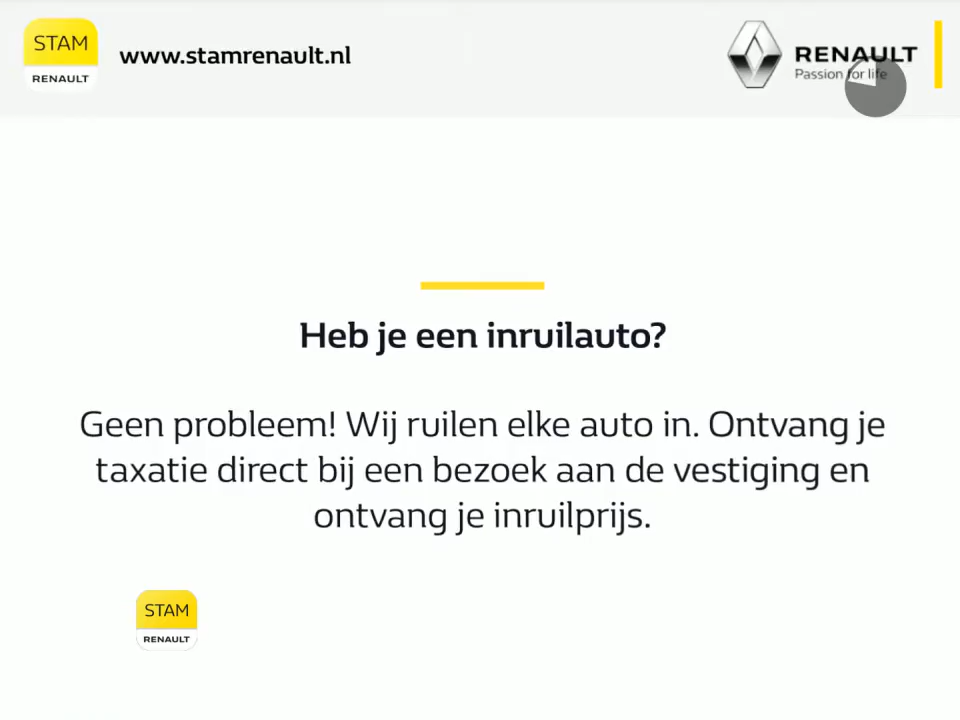 STAM
RENAULT
www.stamrenault.nl
RENAULT
Passion for life
Heb je een inruilauto?
Geen probleem! Wij ruilen elke auto in. Ontvang je
taxatie direct bij een bezoek aan de vestiging en
ontvang je inruilprijs.
STAM
RENAULT